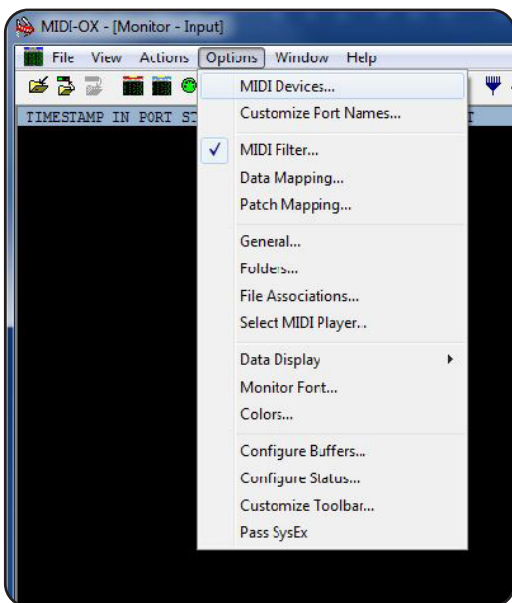 MIDI-OX - [Monitor - Input]
File View Actions Options Window Help
TIMESTAMP IN PORT ST
MIDI Devices...
Customize Port Names...
MIDI Filter...
Data Mapping...
Patch Mapping...
General...
Folders...
File Associations...
Select MIDI Player...
Data Display
Monitor Font...
Colors...
Configure Buffers...
Configure Status...
Customize Toolbar...
Pass SysEx